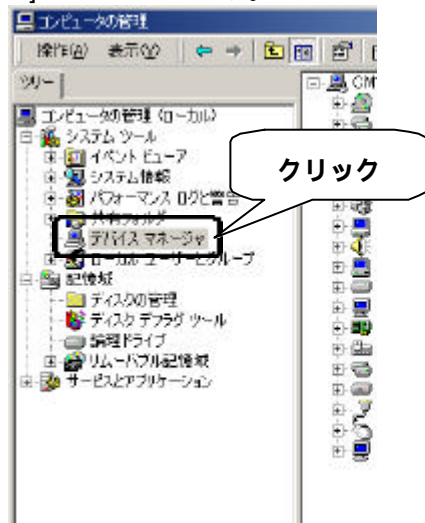 コンピュータの管理
操作(A) 表示(V)
ツリー
コンピュータの管理 (ローカル)
システム ツール
イベント ビューア
システム情報
パフォーマンス ログと警告
共有フォルダ
デバイス マネージャ
ローカル ユーザーとグループ
記憶域
ディスクの管理
ディスク デフラグ ツール
論理ドライブ
リムーバブル記憶域
サービスとアプリケーション
クリック